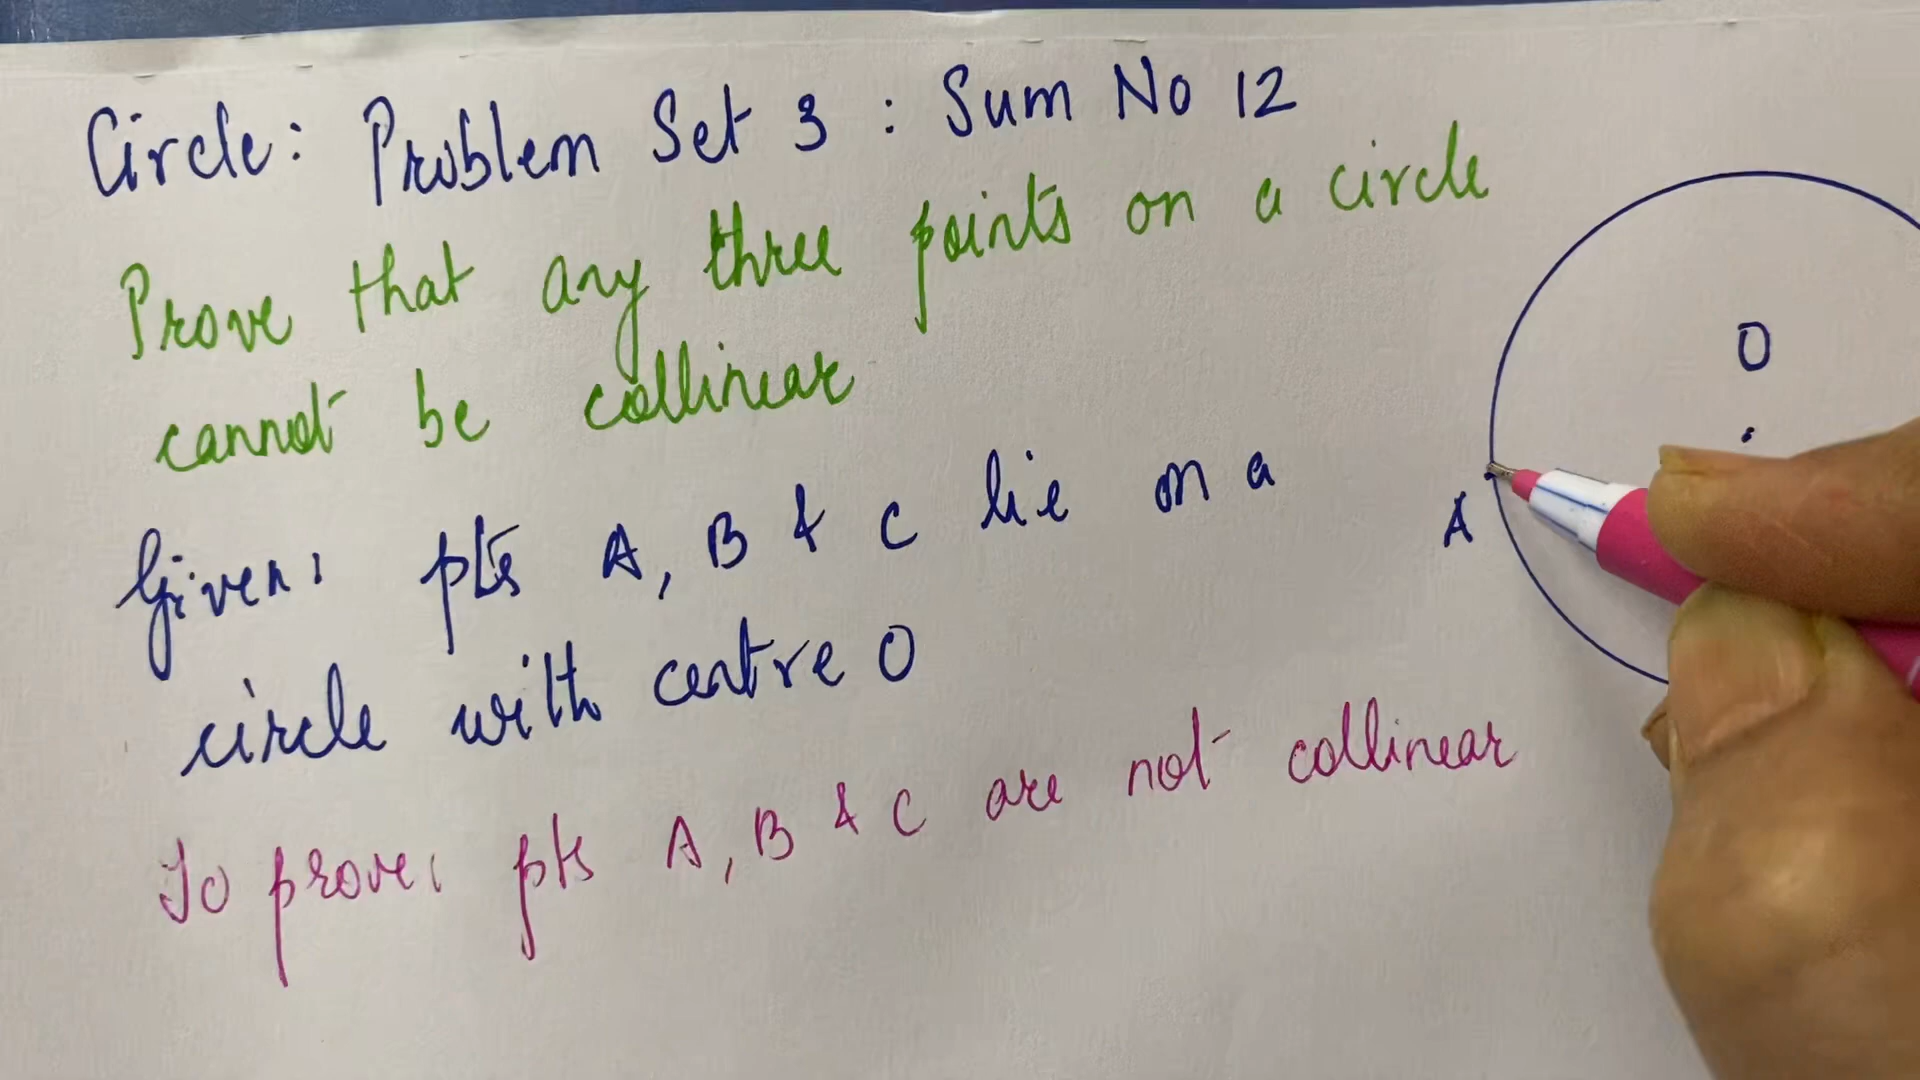 Circle: Problem Set 3 : Sum No 12
Prove that any three points on a circle
cannot be collinear
Given: pts A, B & C lie on a
circle with centre O
To prove: pts A, B & C are not collinear
O
A